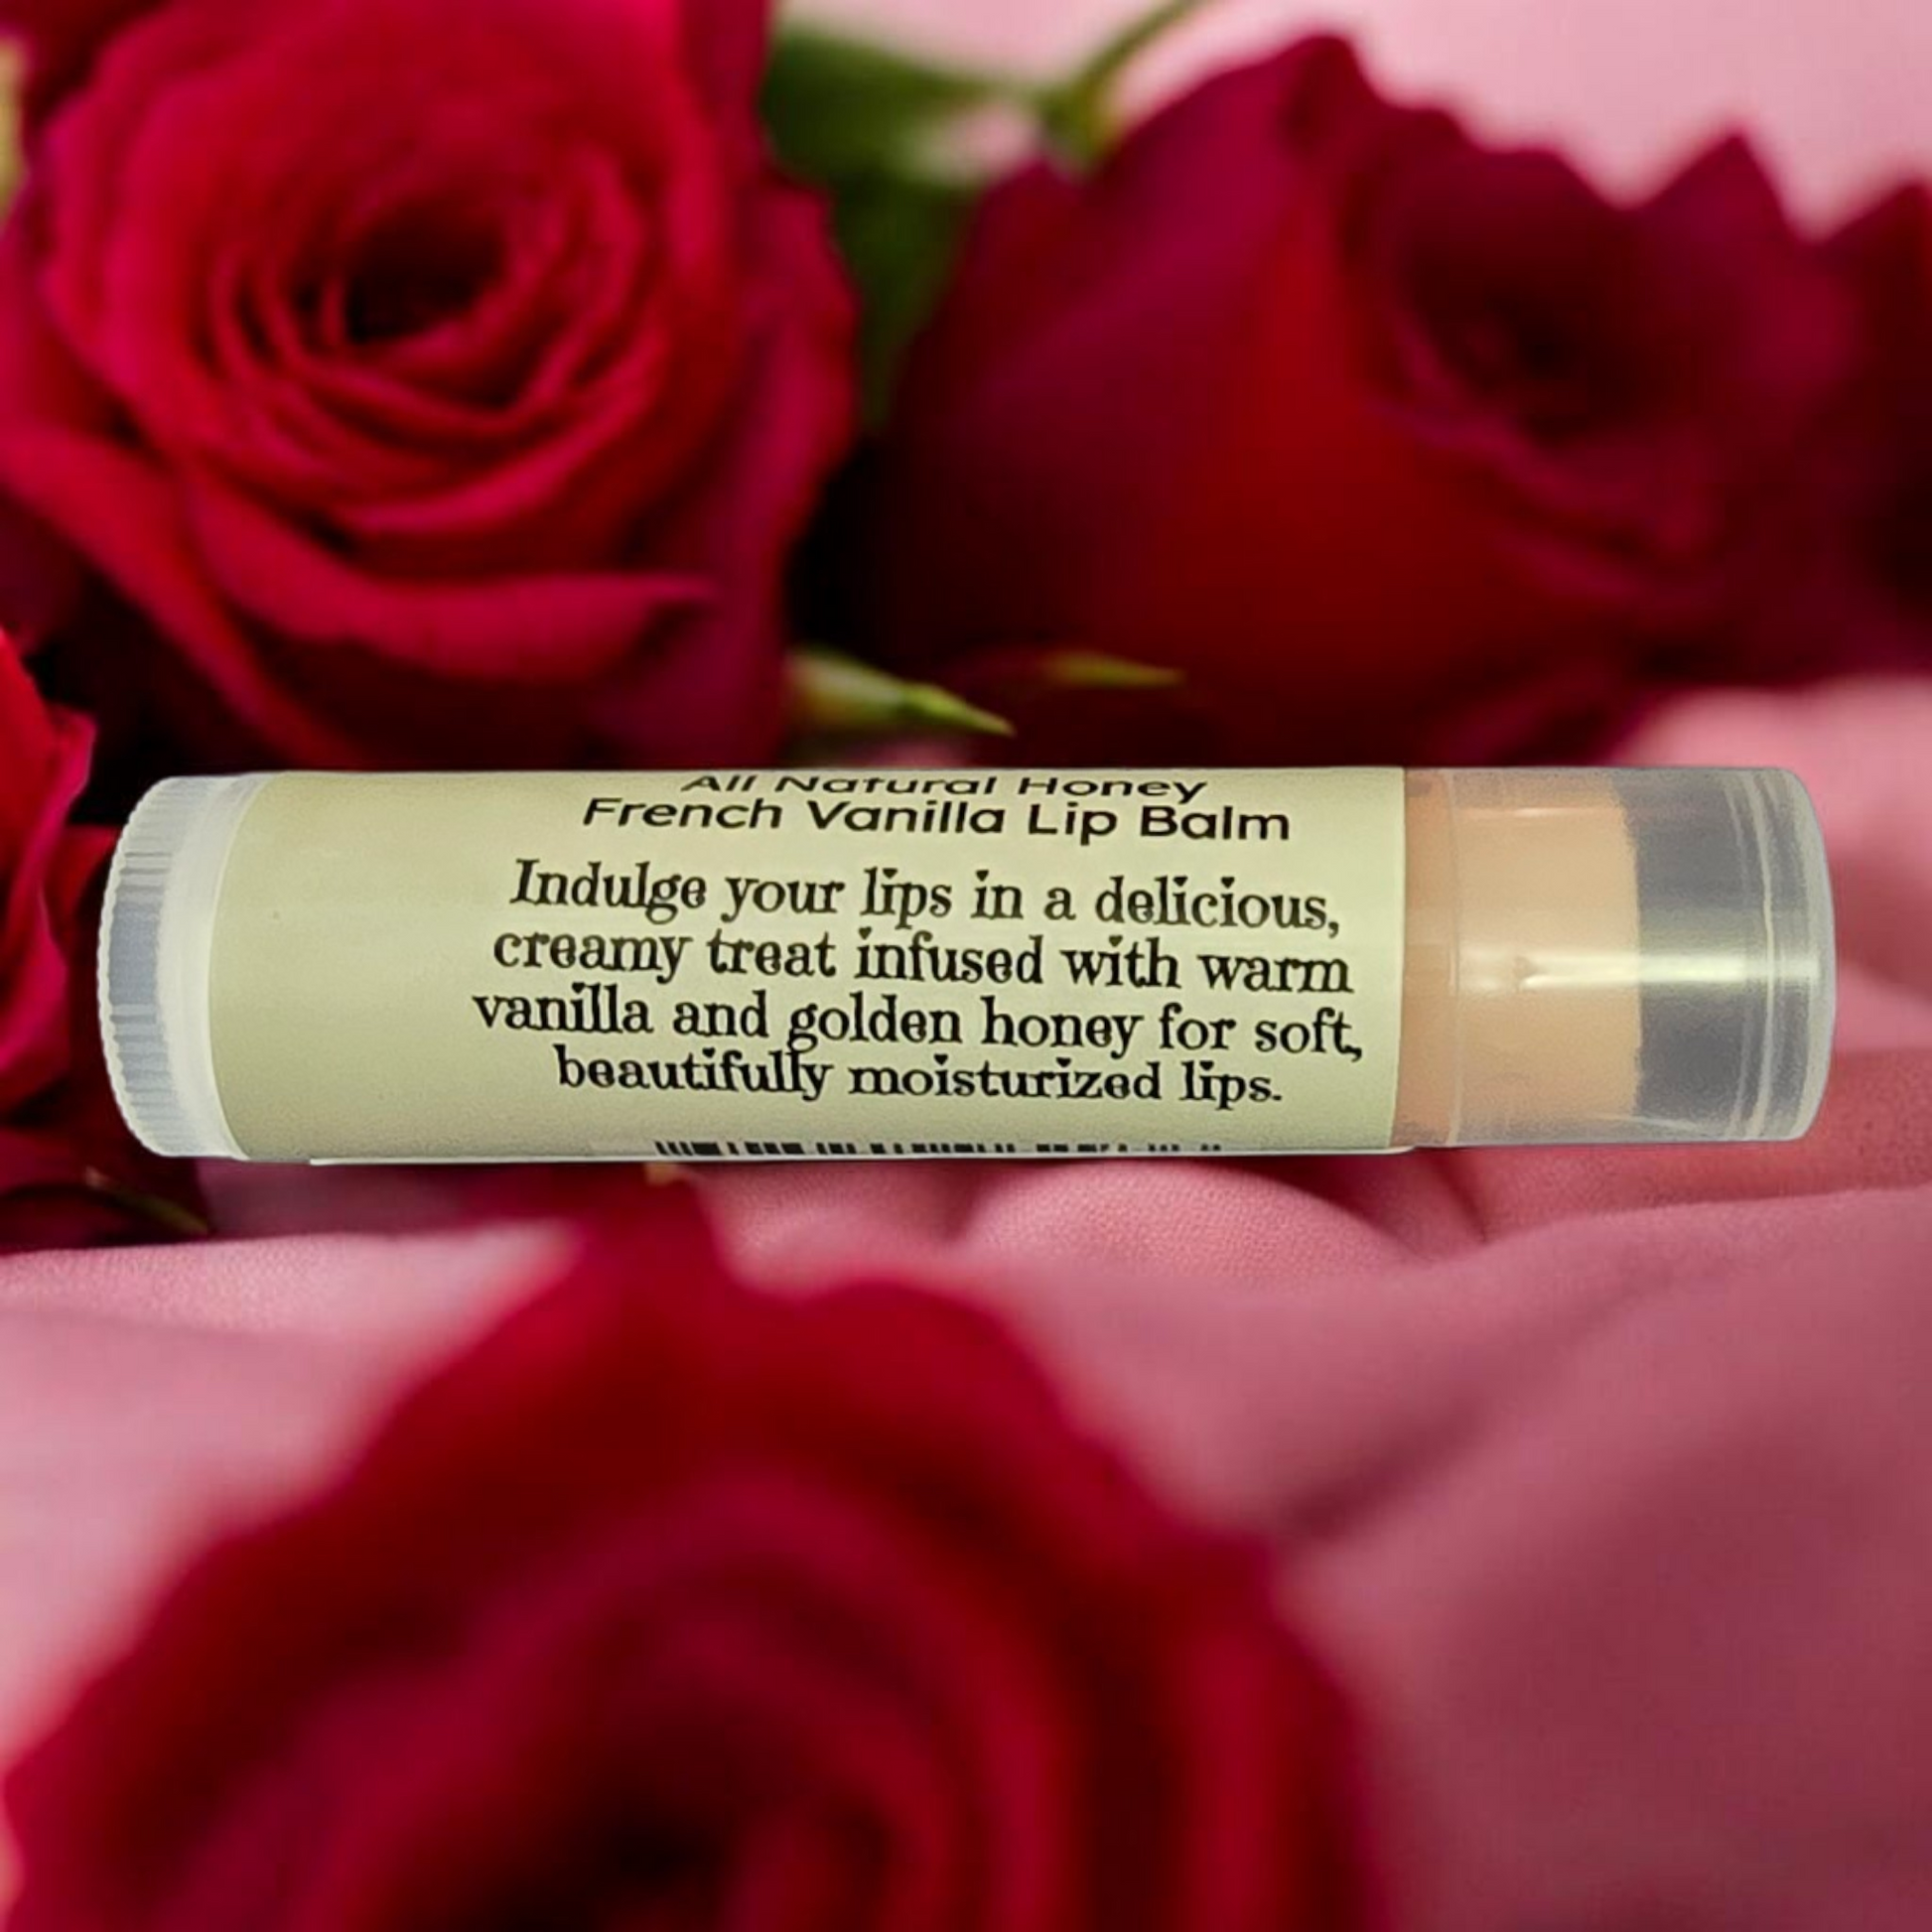 All Natural Honey
French Vanilla Lip Balm
Indulge your lips in a delicious,
creamy treat infused with warm
vanilla and golden honey for soft,
beautifully moisturized lips.